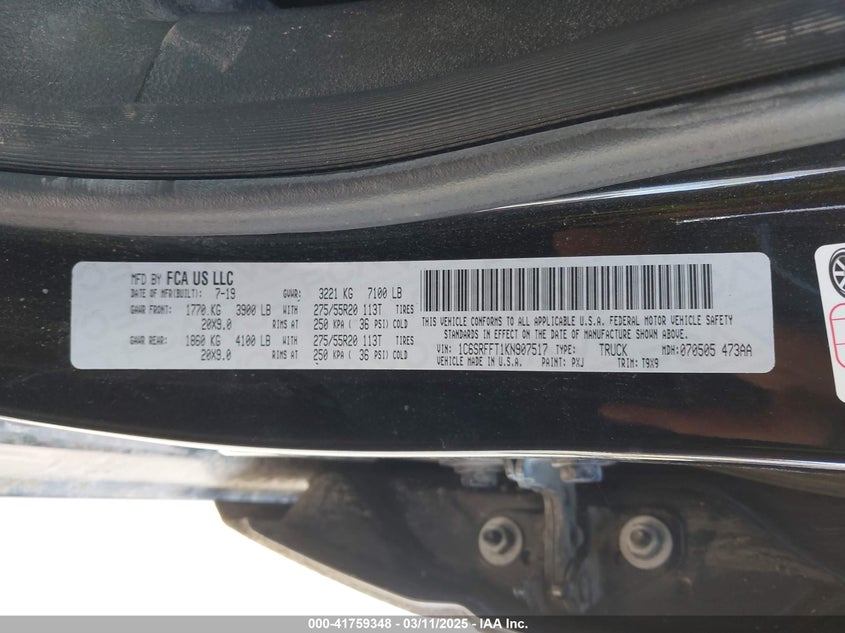 MFD BY FCA US LLC
DATE OF MFR(BUILT): 7-19 GVWR: 3221 KG 7100 LB
GAWR FRONT: 1770 KG 3900 LB WITH 275/55R20 113T TIRES
20X9.0 RIMS AT 250 KPA ( 36 PSI) COLD
GAWR REAR: 1860 KG 4100 LB WITH 275/55R20 113T TIRES
20X9.0 RIMS AT 250 KPA ( 36 PSI) COLD
THIS VEHICLE CONFORMS TO ALL APPLICABLE U.S.A. FEDERAL MOTOR VEHICLE SAFETY
STANDARDS IN EFFECT ON THE DATE OF MANUFACTURE SHOWN ABOVE.
VIN: 1C6SRFFT1KN907517 TYPE: TRUCK MDH: 070505 473AA
VEHICLE MADE IN U.S.A. PAINT: PXJ TRIM: T9X9
000-41759348 - 03/11/2025 - IAA Inc.